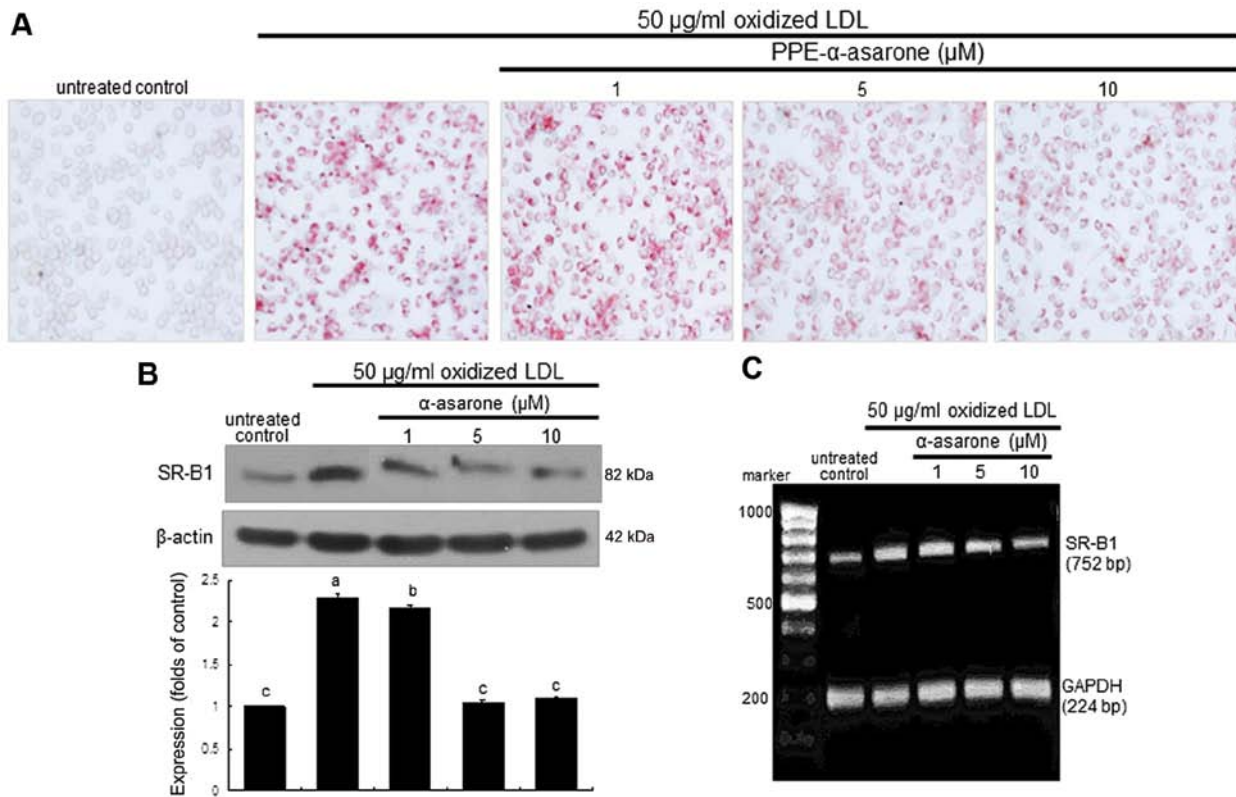 A
50 µg/ml oxidized LDL
PPE-α-asarone (µM)
untreated control
1 5 10
B
50 µg/ml oxidized LDL
untreated
control
α-asarone (µM)
1 5 10
SR-B1
82 kDa
β-actin
42 kDa
Expression (folds of control)
2.5
2
1.5
1
0.5
0
c a b c c
C
50 µg/ml oxidized LDL
α-asarone (µM)
marker
untreated
control
1 5 10
1000
500
200
SR-B1
(752 bp)
GAPDH
(224 bp)